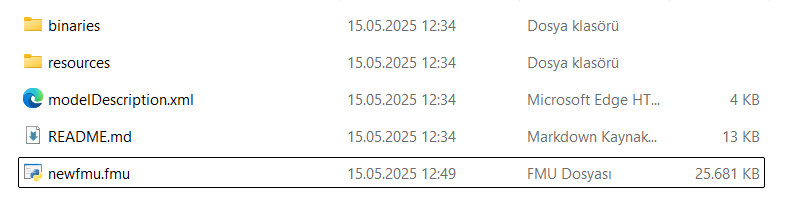 binaries 15.05.2025 12:34 Dosya klasörü
resources 15.05.2025 12:34 Dosya klasörü
modelDescription.xml 15.05.2025 12:34 Microsoft Edge HT... 4 KB
README.md 15.05.2025 12:34 Markdown Kaynak... 13 KB
newfmu.fmu 15.05.2025 12:49 FMU Dosyası 25.681 KB